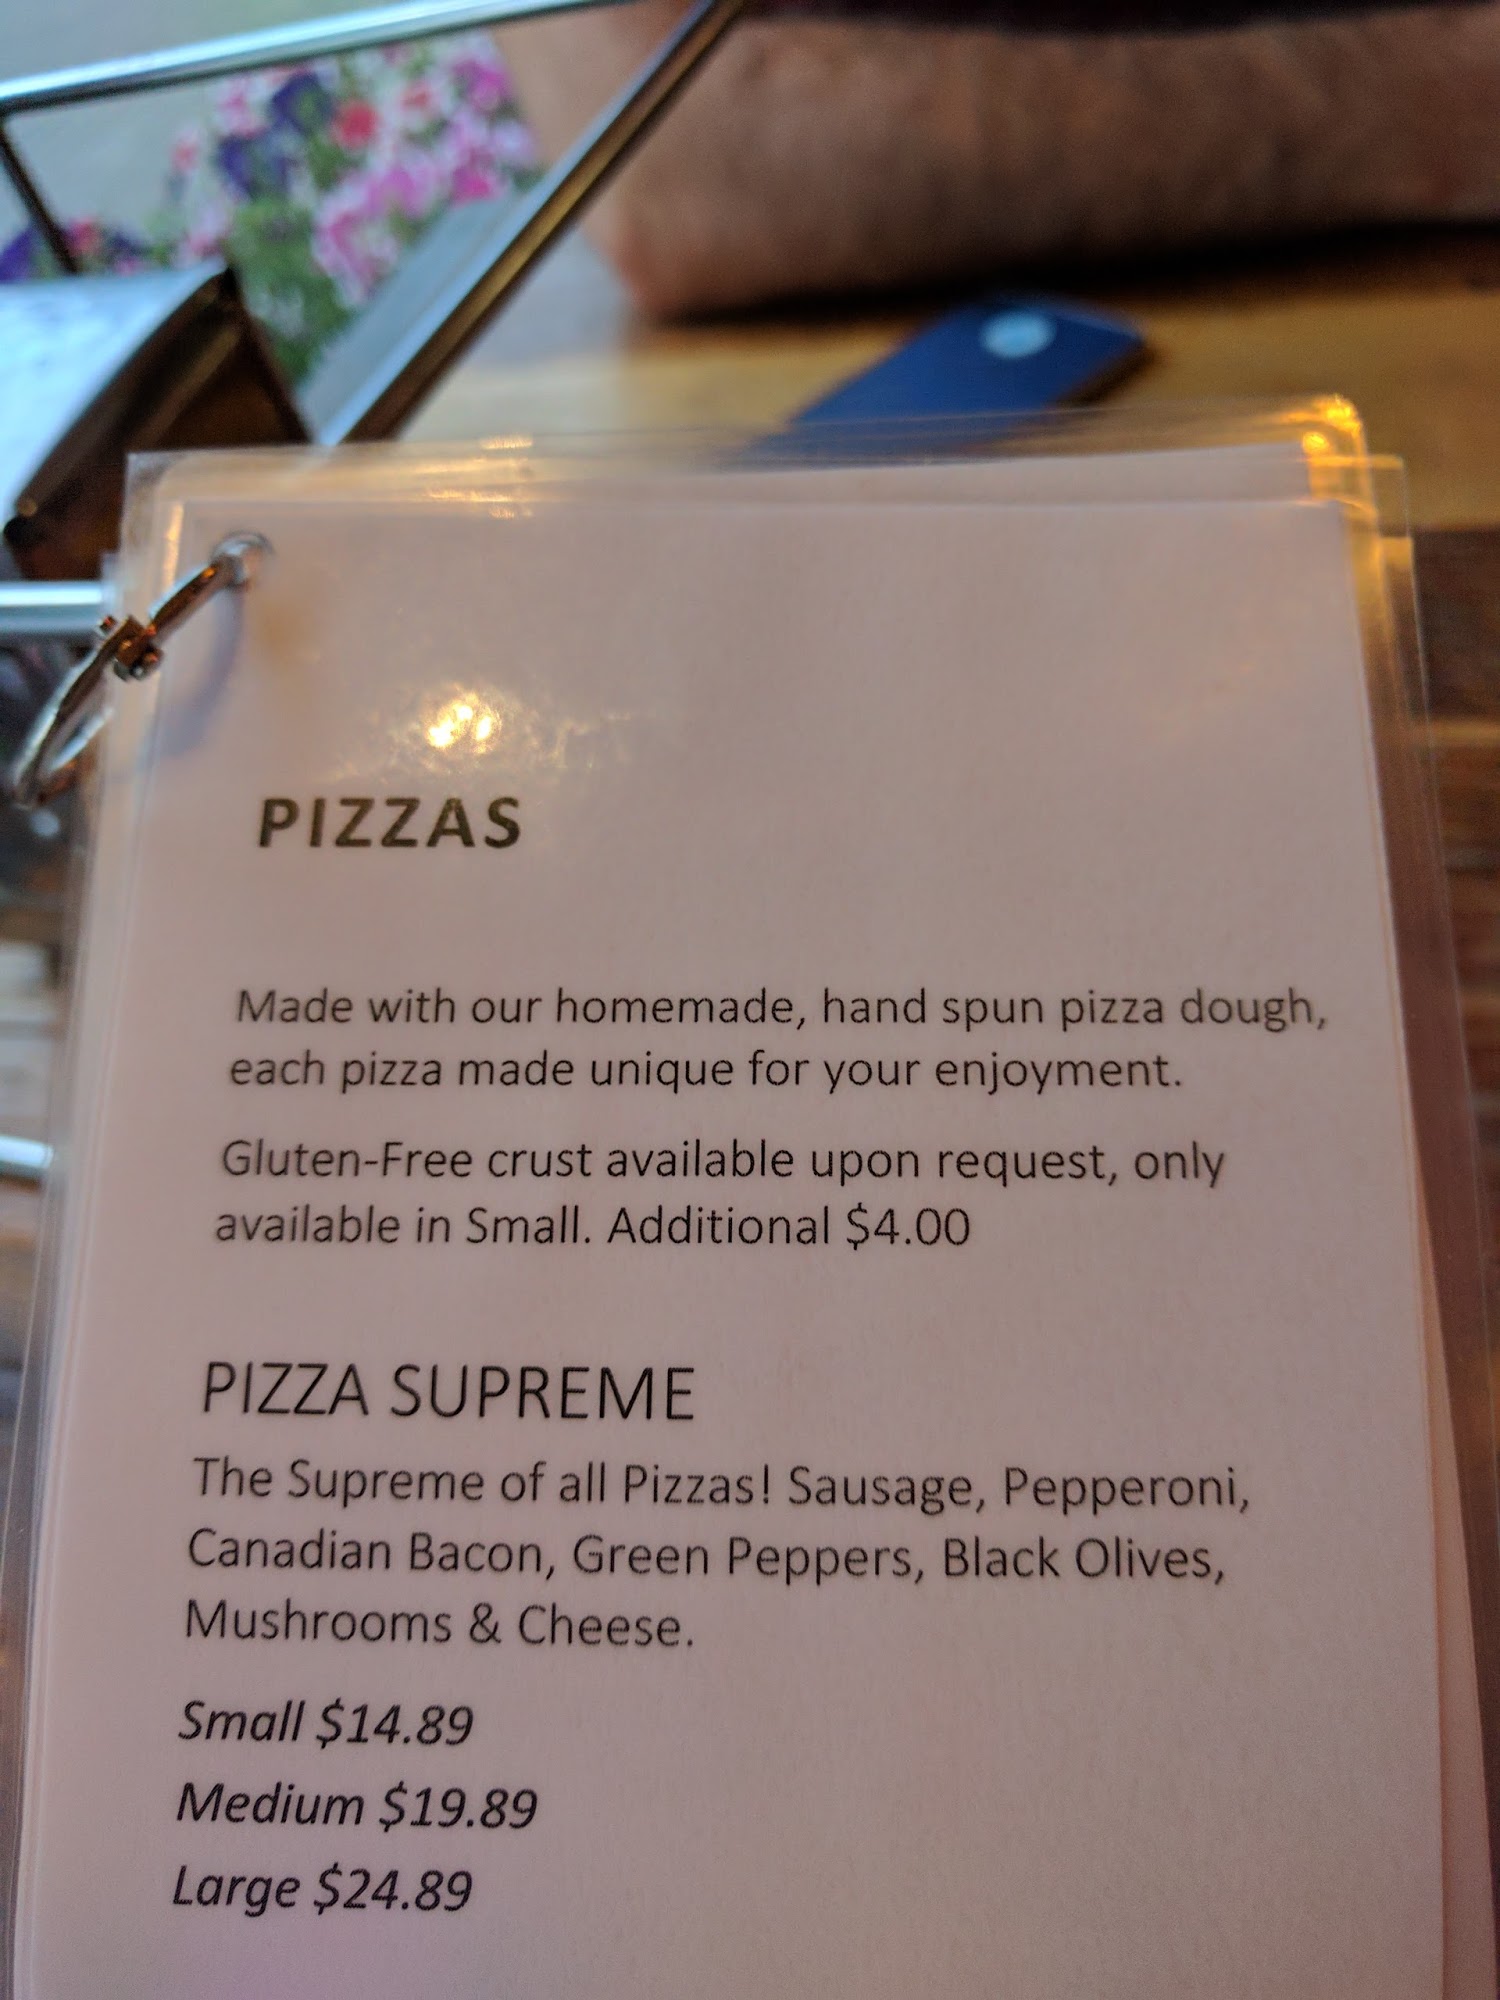 PIZZAS
Made with our homemade, hand spun pizza dough,
each pizza made unique for your enjoyment.
Gluten-Free crust available upon request, only
available in Small. Additional $4.00
PIZZA SUPREME
The Supreme of all Pizzas! Sausage, Pepperoni,
Canadian Bacon, Green Peppers, Black Olives,
Mushrooms & Cheese.
Small $14.89
Medium $19.89
Large $24.89